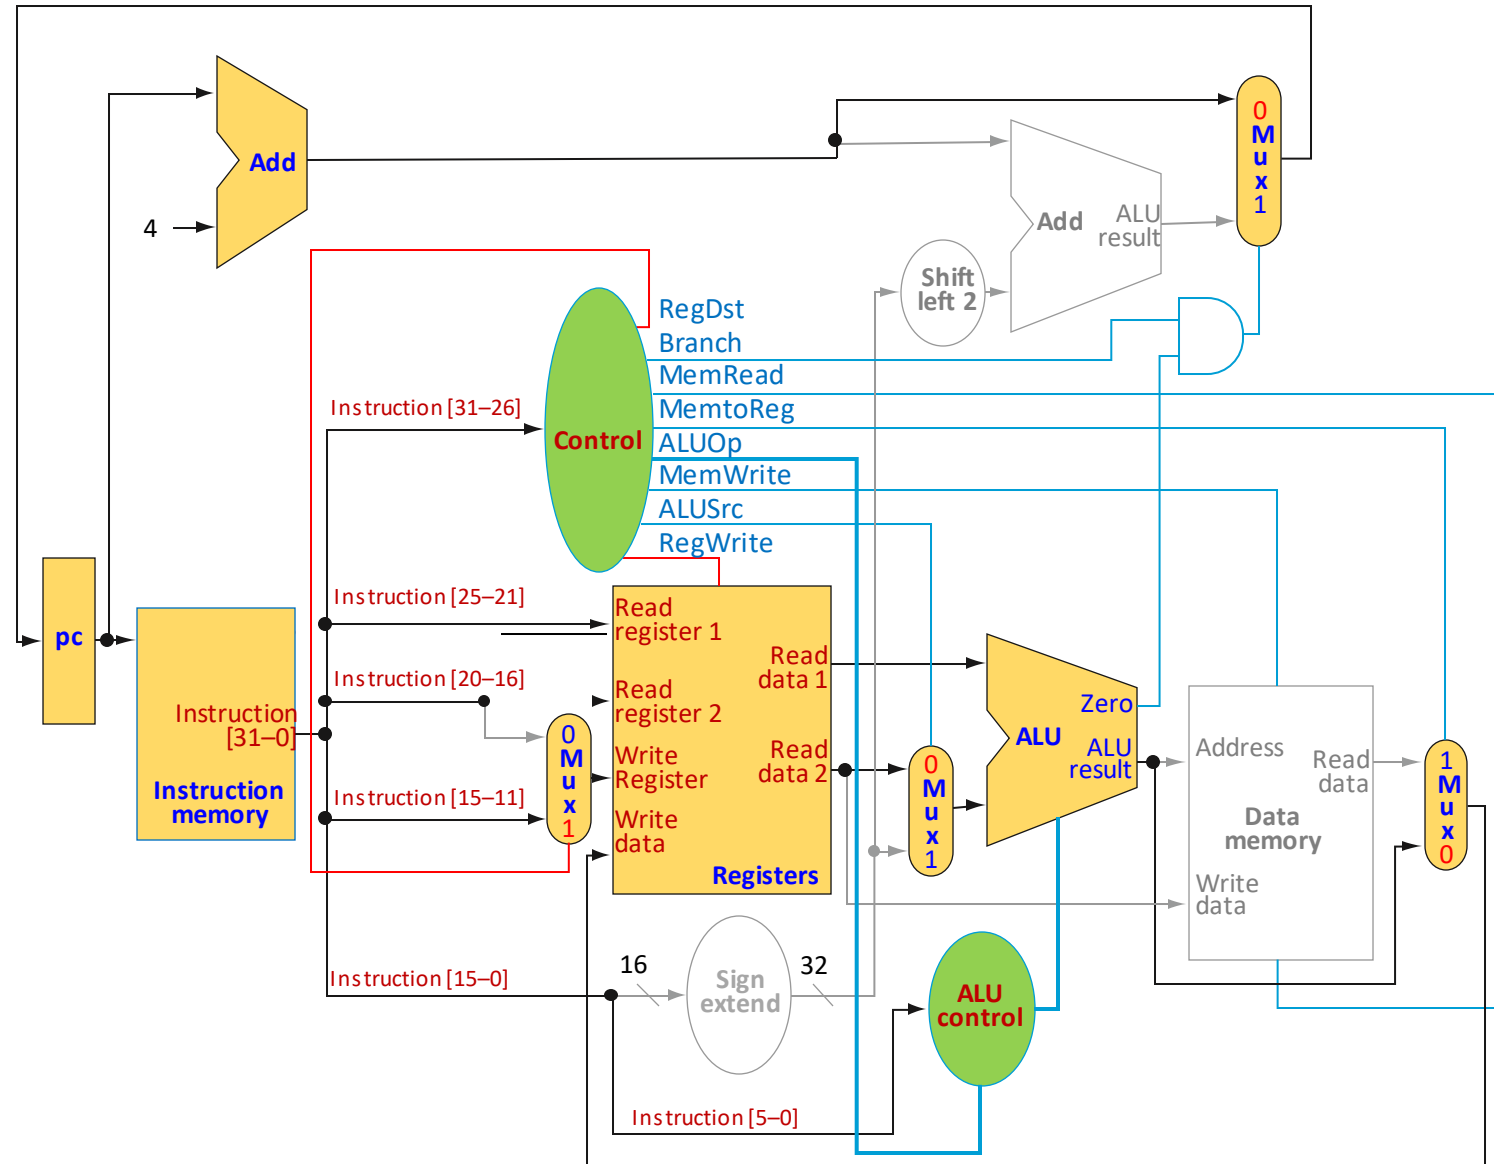 0
M
u
x
1
Add
4
Add
ALU
result
Shift
left 2
RegDst
Branch
MemRead
MemtoReg
ALUOp
MemWrite
ALUSrc
RegWrite
Control
Instruction [31–26]
Instruction [25–21]
Instruction [20–16]
Instruction [15–11]
Instruction [15–0]
Instruction [5–0]
pc
Instruction
[31–0]
Instruction
memory
0
M
u
x
1
Read
register 1
Read
register 2
Write
Register
Write
data
Read
data 1
Read
data 2
Registers
0
M
u
x
1
Zero
ALU
ALU
result
Address
Read
data
Data
memory
Write
data
1
M
u
x
0
16
Sign
extend
32
ALU
control